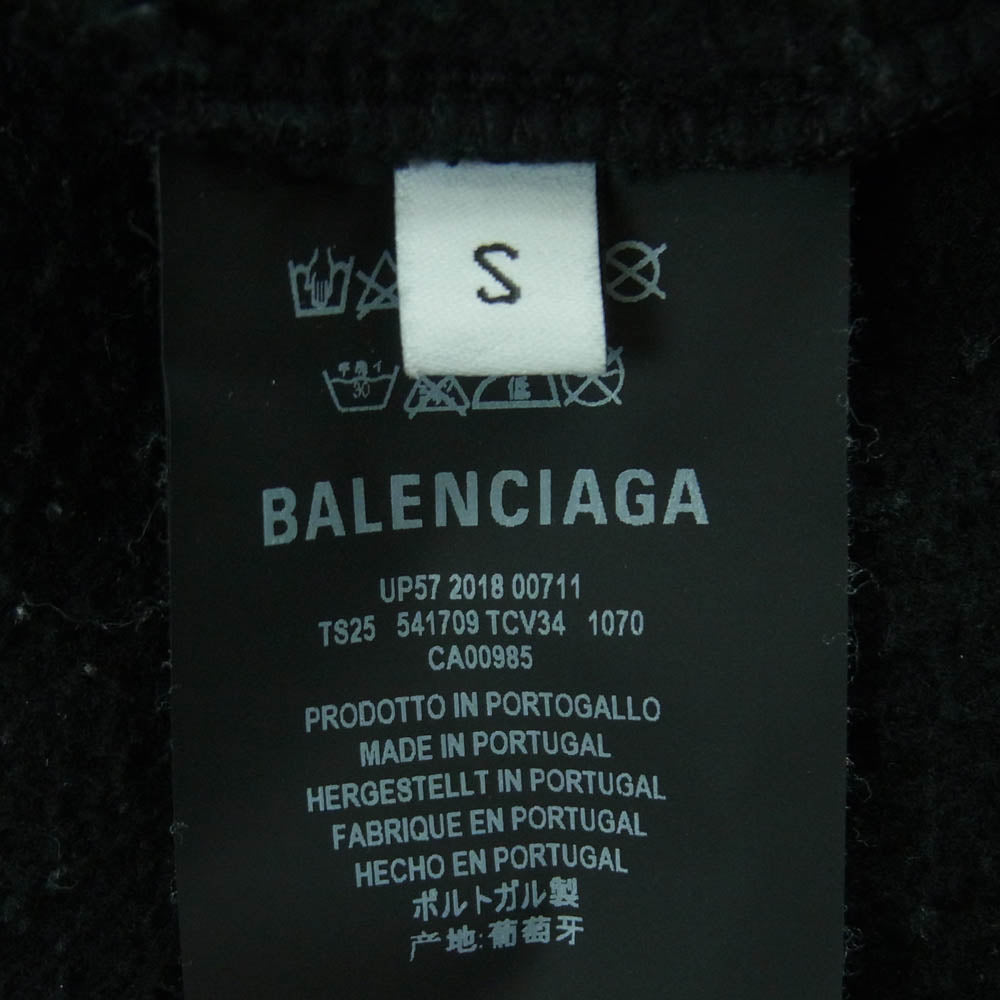 S
手洗イ
30
低
BALENCIAGA
UP57 2018 00711
TS25 541709 TCV34 1070
CA00985
PRODOTTO IN PORTOGALLO
MADE IN PORTUGAL
HERGESTELLT IN PORTUGAL
FABRIQUE EN PORTUGAL
HECHO EN PORTUGAL
ポルトガル製
产地:葡萄牙